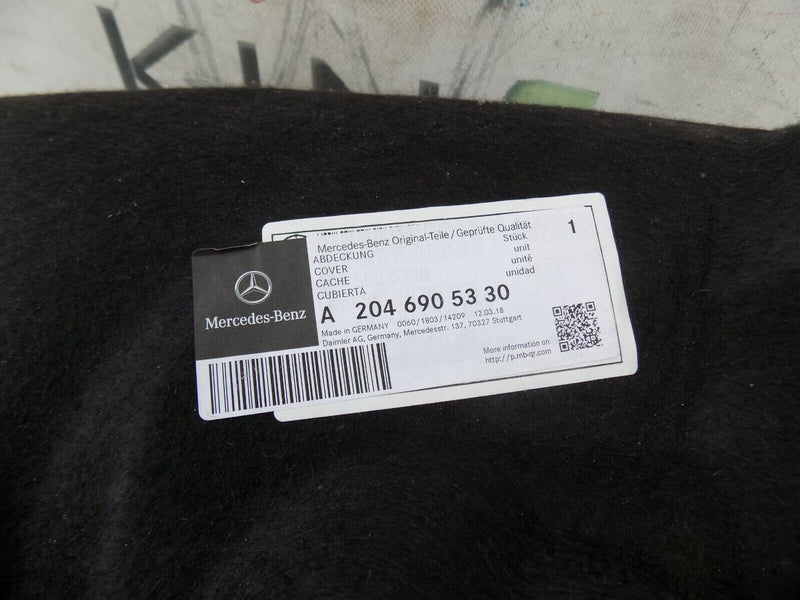 KIN
Mercedes-Benz Original-Teile/Geprüfte Qualität
1
ABDECKUNG Stück
COVER unit
CACHE unité
CUBIERTA unidad
Mercedes-Benz
A 204 690 53 30
Made in GERMANY 0060/1803/14209 12.03.18
Daimler AG, Germany, Mercedesstr. 137, 70327 Stuttgart
More information on
http://p.mb-qr.com